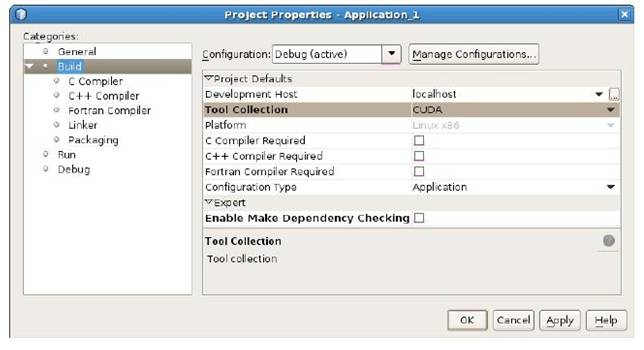 Project Properties - Application_1
Categories:
General
Build
C Compiler
C++ Compiler
Fortran Compiler
Linker
Packaging
Run
Debug
Configuration: Debug (active) Manage Configurations...
Project Defaults
Development Host localhost ...
Tool Collection CUDA
Platform Linux x86
C Compiler Required
C++ Compiler Required
Fortran Compiler Required
Configuration Type Application
Expert
Enable Make Dependency Checking
Tool Collection
Tool collection
OK Cancel Apply Help